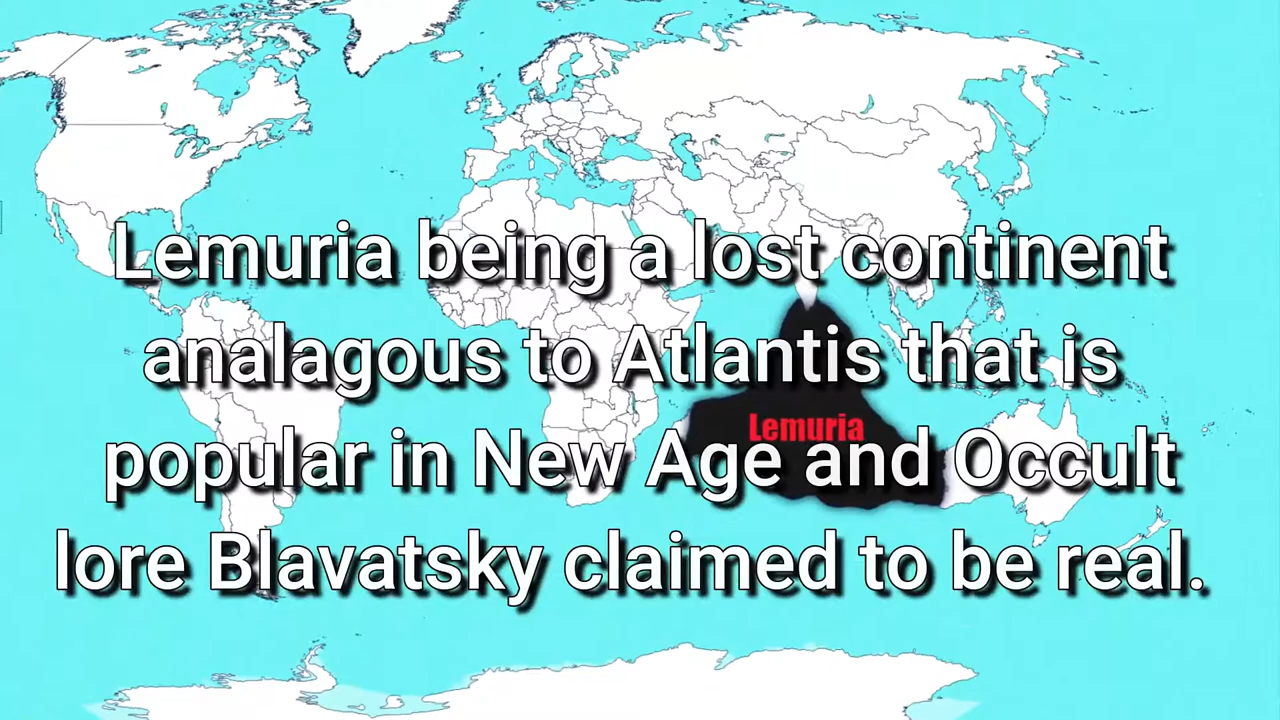 Lemuria being a lost continent
analagous to Atlantis that is
Lemuria
popular in New Age and Occult
lore Blavatsky claimed to be real.